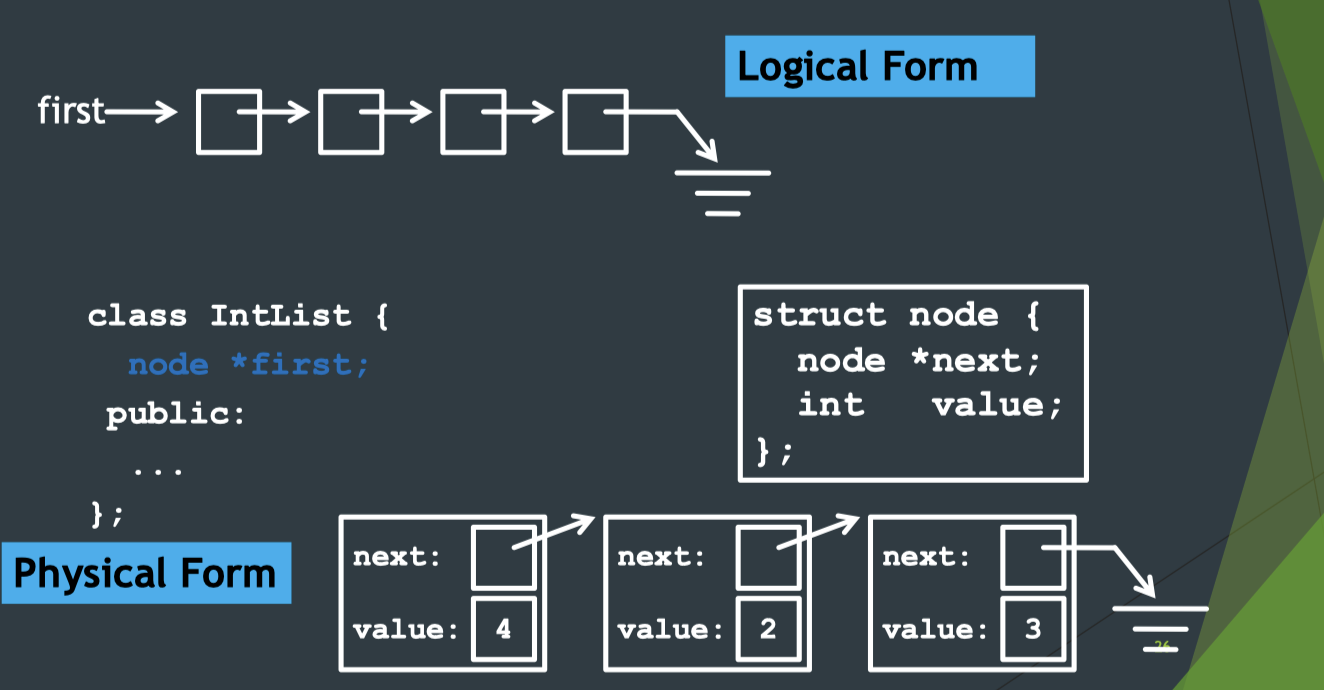 Logical Form
first
class IntList {
node *first;
public:
...
};
struct node {
node *next;
int value;
};
Physical Form
next:
value: 4
next:
value: 2
next:
value: 3
26